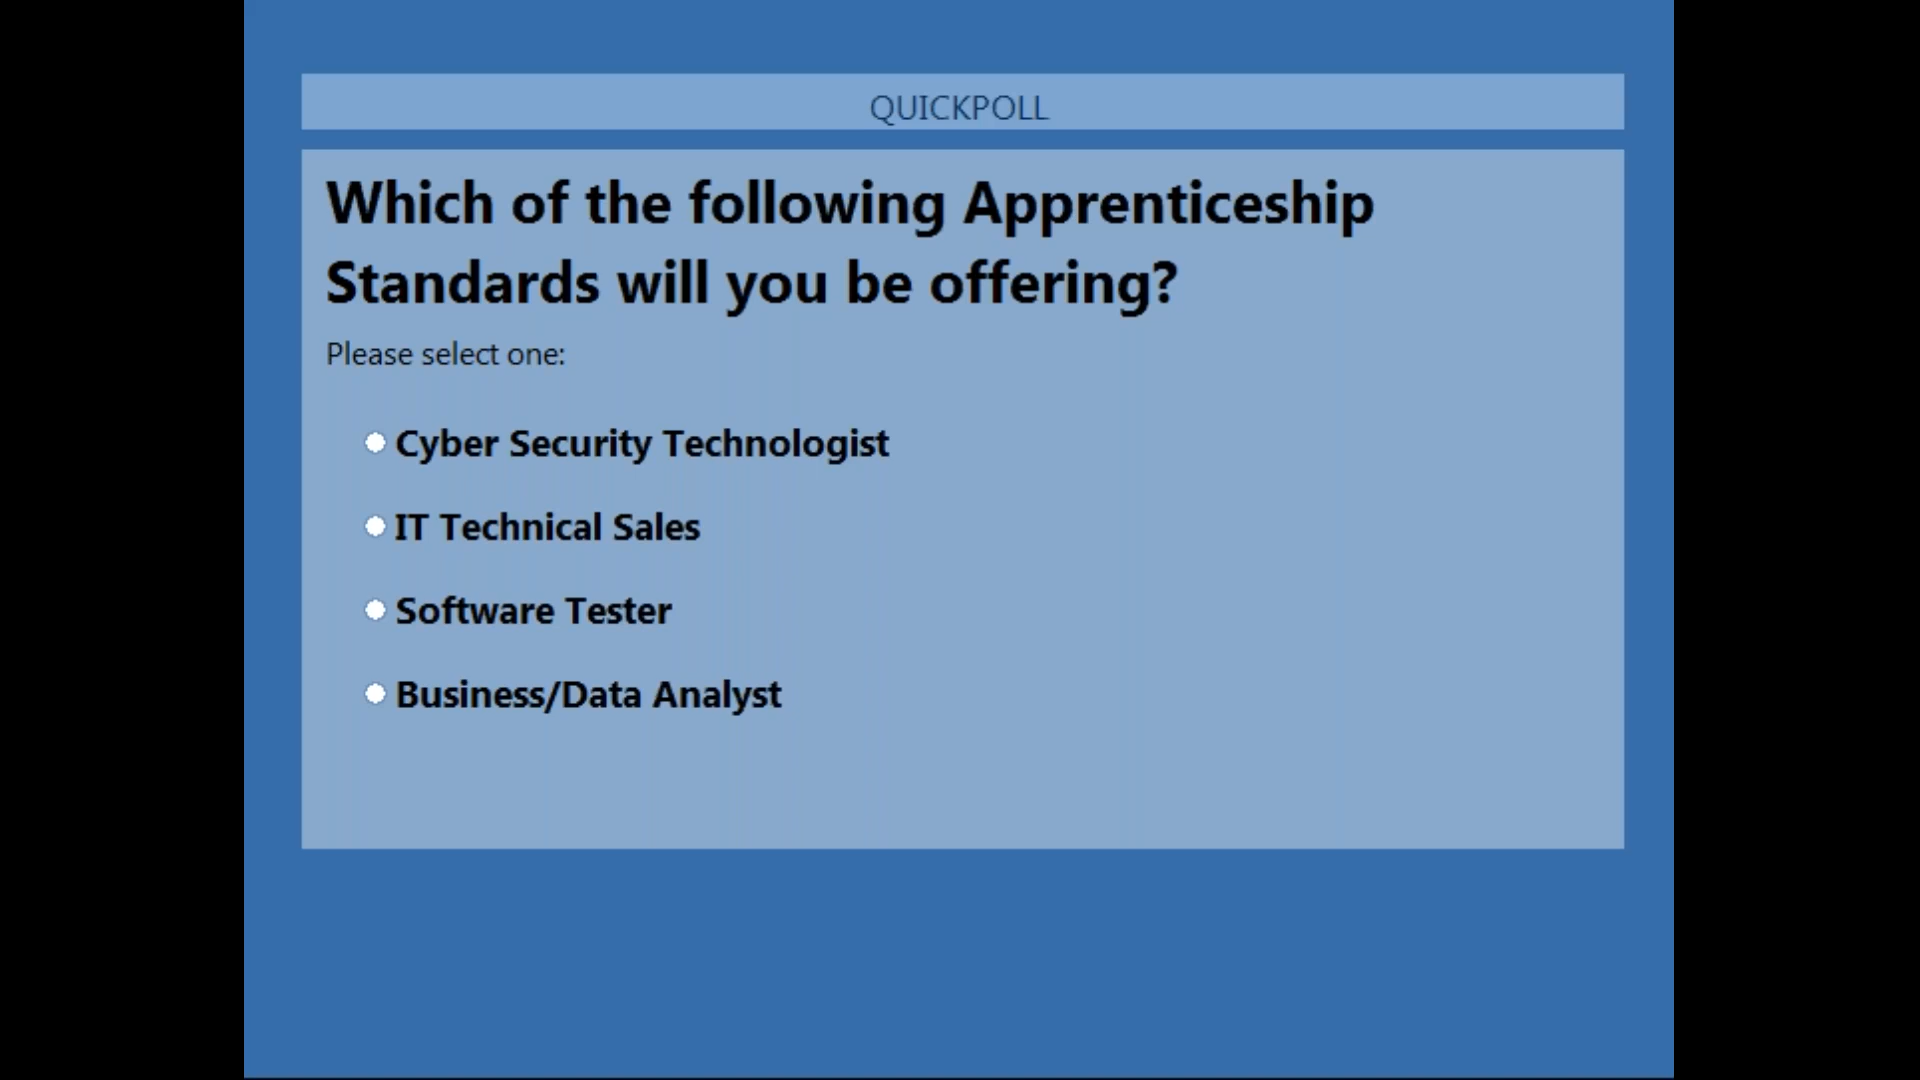 QUICKPOLL
Which of the following Apprenticeship
Standards will you be offering?
Please select one:
Cyber Security Technologist
IT Technical Sales
Software Tester
Business/Data Analyst